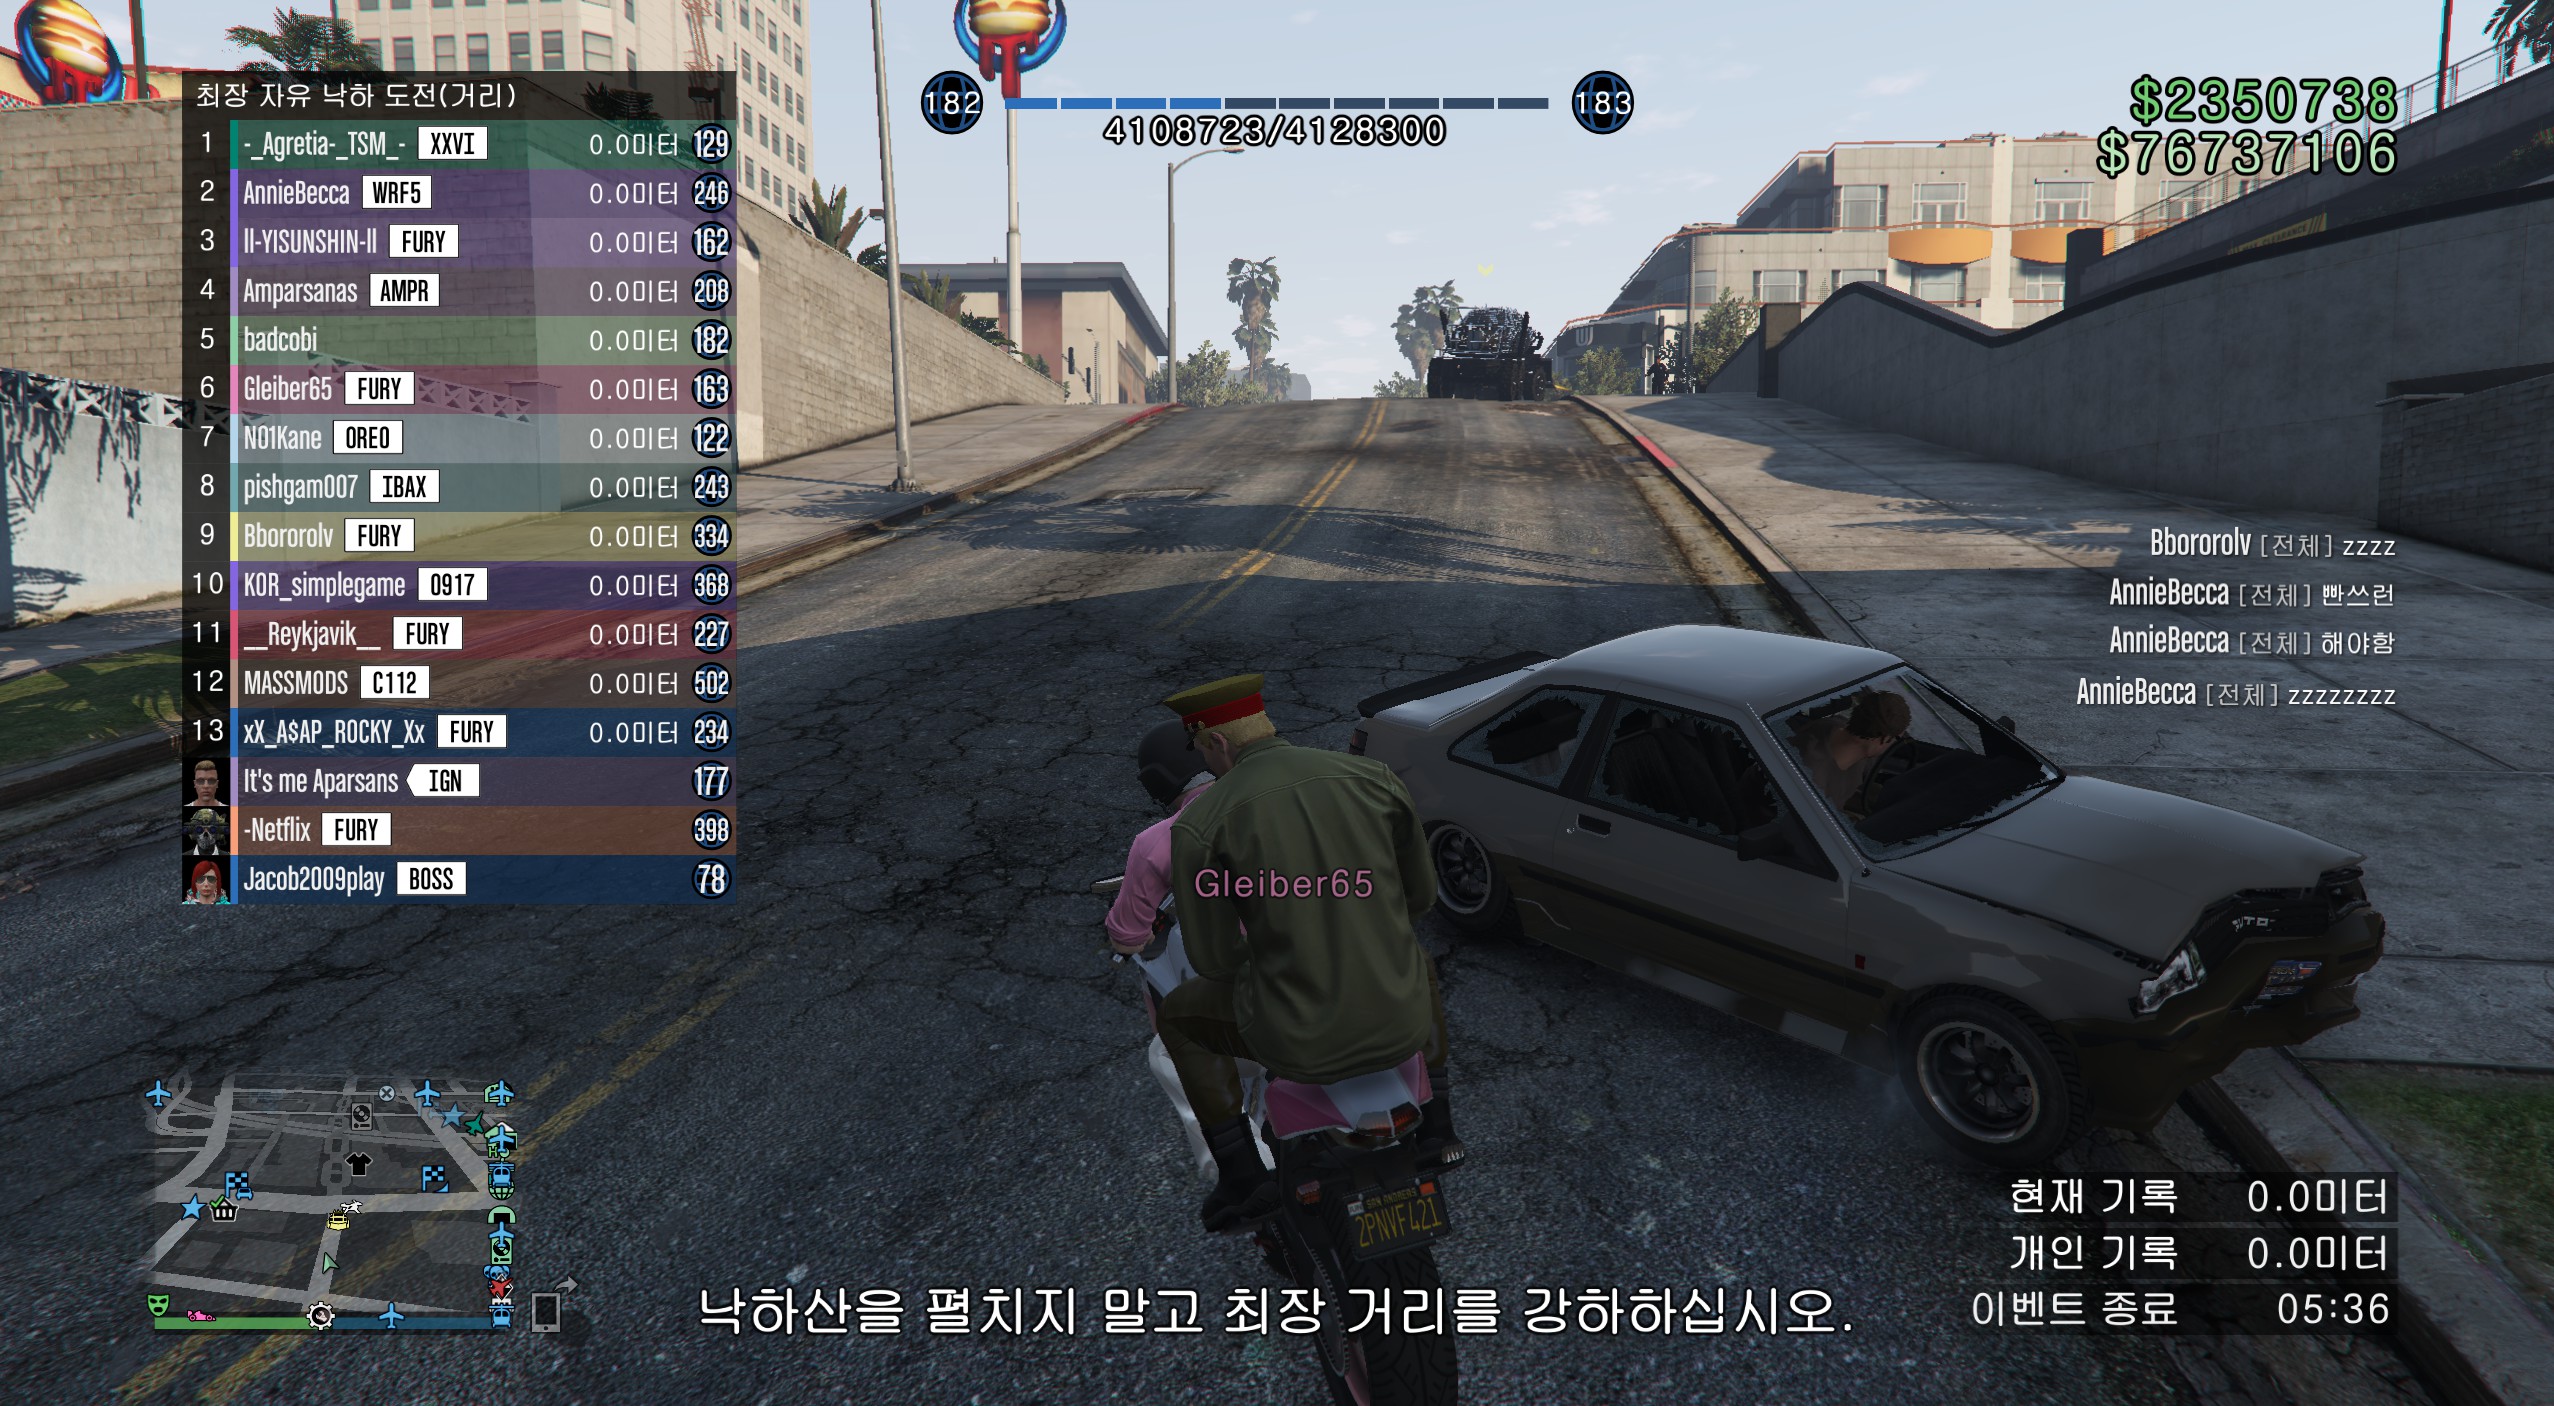 최장 자유 낙하 도전(거리)
1 -_Agretia-_TSM_- XXVI 0.0미터 129
2 AnnieBecca WRF5 0.0미터 246
3 ll-YISUNSHIN-ll FURY 0.0미터 162
4 Amparsanas AMPR 0.0미터 208
5 badcobi 0.0미터 182
6 Gleiber65 FURY 0.0미터 163
7 NO1Kane OREO 0.0미터 122
8 pishgam007 IBAX 0.0미터 243
9 Bbororolv FURY 0.0미터 334
10 KOR_simplegame 0917 0.0미터 368
11 __Reykjavik__ FURY 0.0미터 227
12 MASSMODS C112 0.0미터 502
13 xX_A$AP_ROCKY_Xx FURY 0.0미터 234
It's me Aparsans IGN 177
-Netflix FURY 398
Jacob2009play BOSS 78
182 183
4108723/4128300
$2350738
$76737106
Bbororolv [전체] zzzz
AnnieBecca [전체] 빤쓰런
AnnieBecca [전체] 해야함
AnnieBecca [전체] zzzzzzzz
Gleiber65
SAN ANDREAS
2PNVF421
현재 기록 0.0미터
개인 기록 0.0미터
이벤트 종료 05:36
낙하산을 펼치지 말고 최장 거리를 강하하십시오.